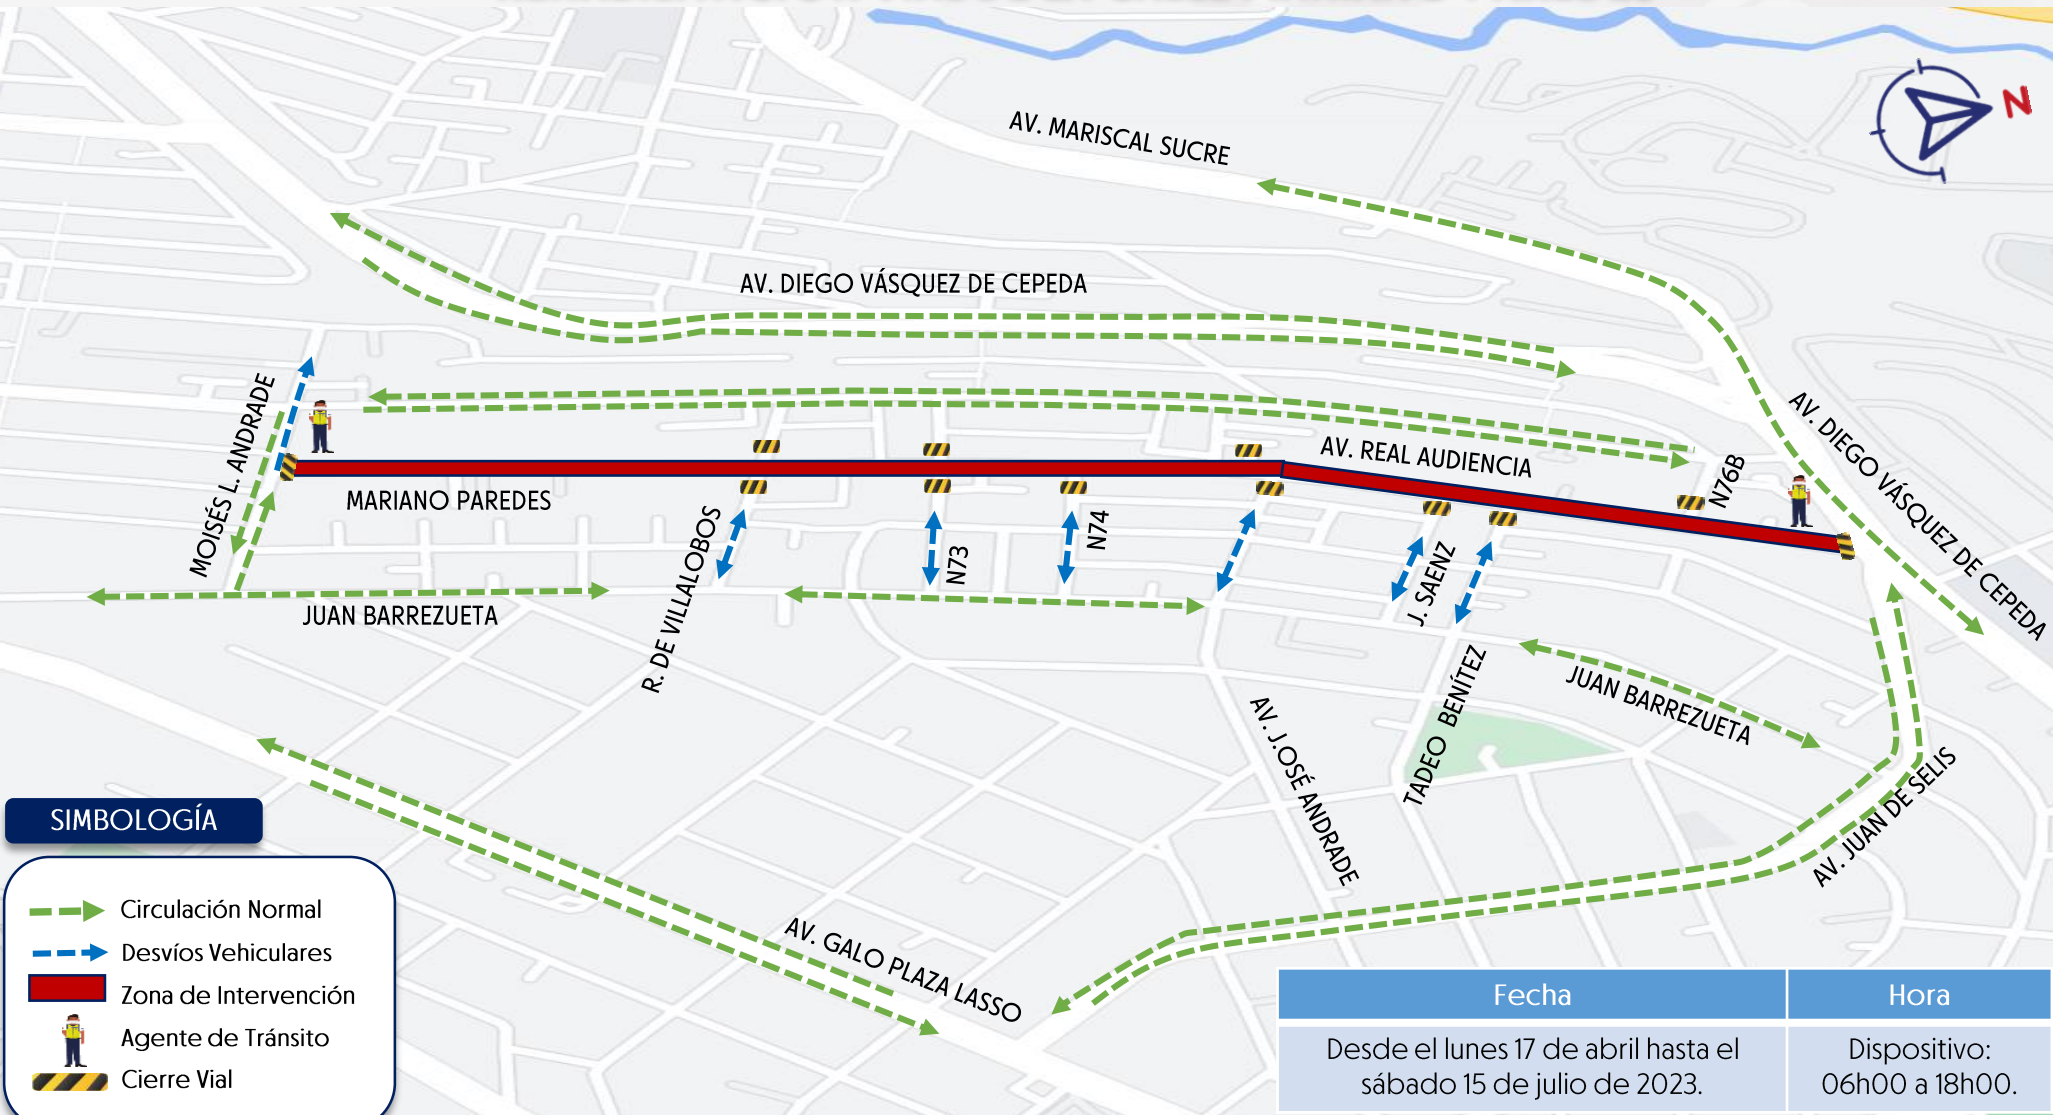 N
AV. MARISCAL SUCRE
AV. DIEGO VÁSQUEZ DE CEPEDA
MOISÉS L. ANDRADE
AV. DIEGO VÁSQUEZ DE CEPEDA
AV. REAL AUDIENCIA
N76B
MARIANO PAREDES
R. DE VILLALOBOS
N73
N74
J. SAENZ
JUAN BARREZUETA
TADEO BENÍTEZ
JUAN BARREZUETA
AV. J.OSÉ ANDRADE
AV. JUAN DE SELIS
AV. GALO PLAZA LASSO
SIMBOLOGÍA
Circulación Normal
Desvíos Vehiculares
Zona de Intervención
Agente de Tránsito
Cierre Vial
Fecha
Hora
Desde el lunes 17 de abril hasta el
sábado 15 de julio de 2023.
Dispositivo:
06h00 a 18h00.